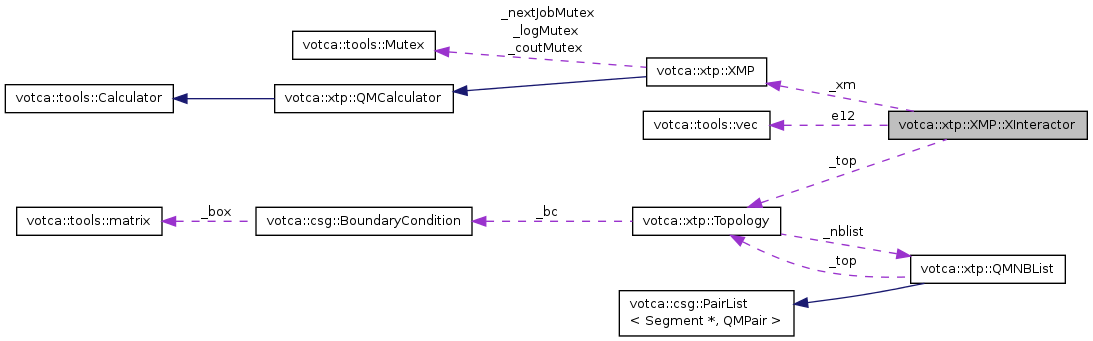 _nextJobMutex
_logMutex
_coutMutex
votca::tools::Mutex
votca::xtp::XMP
votca::tools::Calculator
votca::xtp::QMCalculator
_xm
e12
votca::tools::vec
votca::xtp::XMP::XInteractor
_top
votca::tools::matrix
_box
votca::csg::BoundaryCondition
_bc
votca::xtp::Topology
_nblist
_top
votca::xtp::QMNBList
votca::csg::PairList
< Segment *, QMPair >